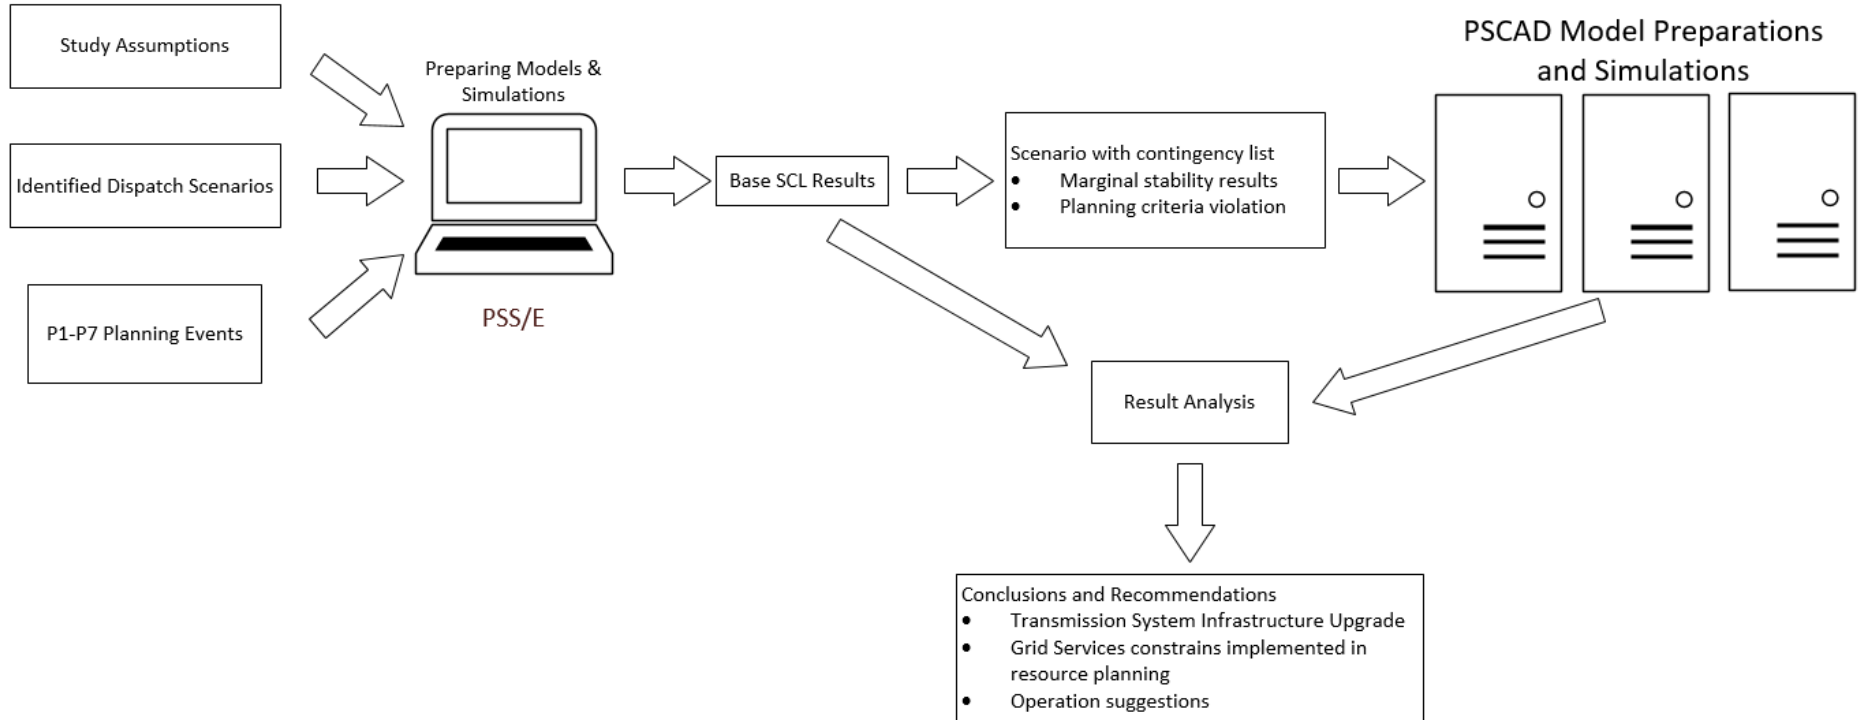 Study Assumptions
Identified Dispatch Scenarios
P1-P7 Planning Events
Preparing Models &
Simulations
PSS/E
Base SCL Results
Scenario with contingency list
• Marginal stability results
• Planning criteria violation
PSCAD Model Preparations
and Simulations
Result Analysis
Conclusions and Recommendations
• Transmission System Infrastructure Upgrade
• Grid Services constrains implemented in
resource planning
• Operation suggestions